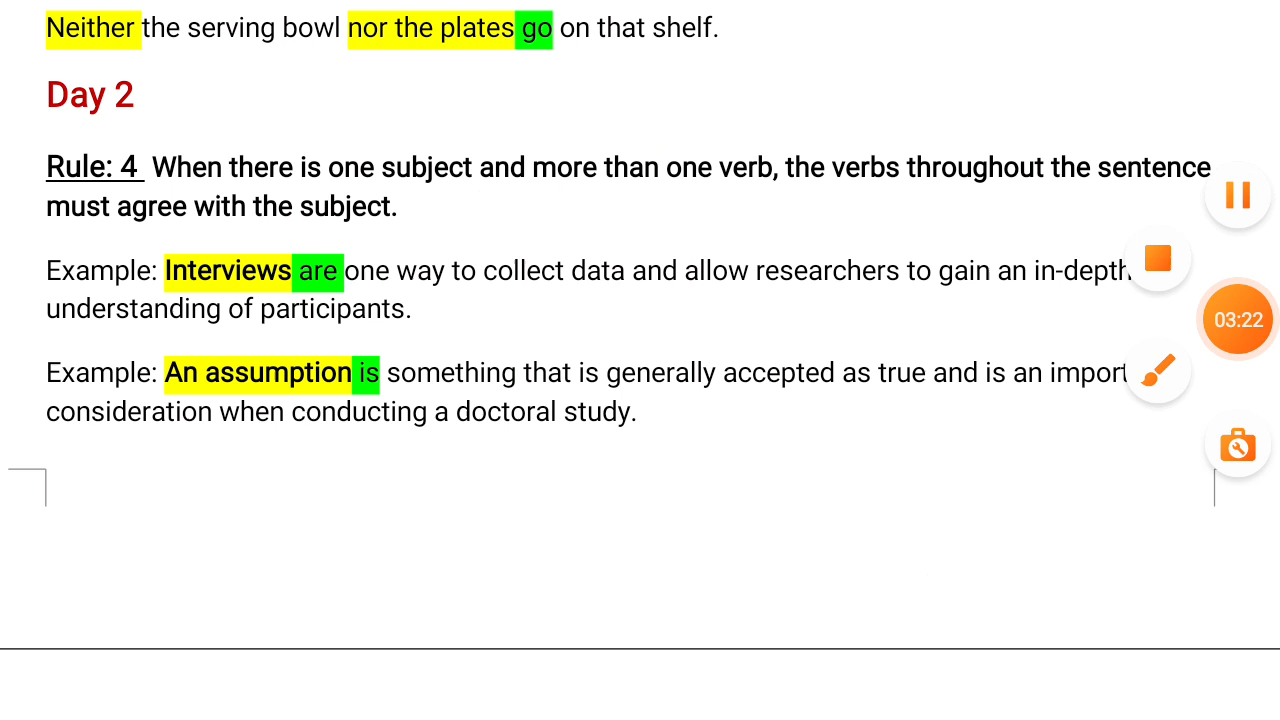 Neither the serving bowl nor the plates go on that shelf.
Day 2
Rule: 4 When there is one subject and more than one verb, the verbs throughout the sentence
must agree with the subject.
Example: Interviews are one way to collect data and allow researchers to gain an in-depth
understanding of participants.
Example: An assumption is something that is generally accepted as true and is an
consideration when conducting a doctoral study.
03:22